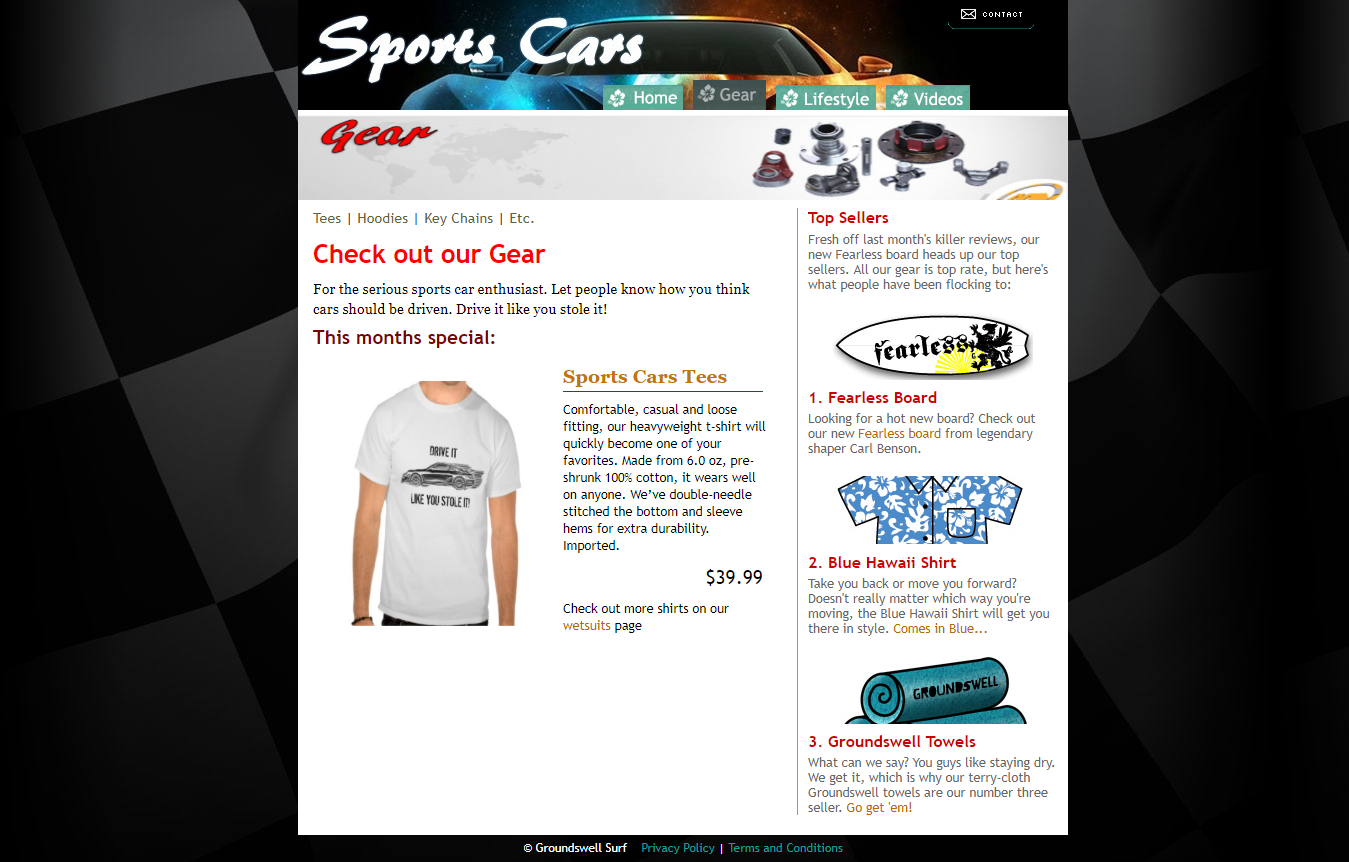 Sports Cars
CONTACT
Home
Gear
Lifestyle
Videos
Gear
Tees | Hoodies | Key Chains | Etc.
Check out our Gear
For the serious sports car enthusiast. Let people know how you think
cars should be driven. Drive it like you stole it!
This months special:
DRIVE IT
LIKE YOU STOLE IT!
Sports Cars Tees
Comfortable, casual and loose
fitting, our heavyweight t-shirt will
quickly become one of your
favorites. Made from 6.0 oz, pre-
shrunk 100% cotton, it wears well
on anyone. We’ve double-needle
stitched the bottom and sleeve
hems for extra durability.
Imported.
$39.99
Check out more shirts on our
wetsuits page
Top Sellers
Fresh off last month's killer reviews, our
new Fearless board heads up our top
sellers. All our gear is top rate, but here's
what people have been flocking to:
fearless
1. Fearless Board
Looking for a hot new board? Check out
our new Fearless board from legendary
shaper Carl Benson.
2. Blue Hawaii Shirt
Take you back or move you forward?
Doesn't really matter which way you're
moving, the Blue Hawaii Shirt will get you
there in style. Comes in Blue...
GROUNDSWELL
3. Groundswell Towels
What can we say? You guys like staying dry.
We get it, which is why our terry-cloth
Groundswell towels are our number three
seller. Go get 'em!
© Groundswell Surf Privacy Policy | Terms and Conditions